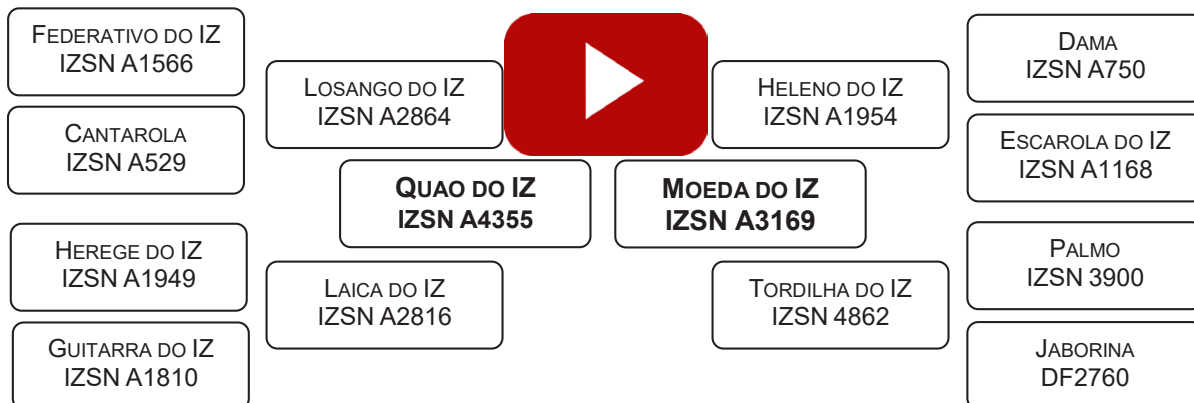 FEDERATIVO DO IZ
IZSN A1566
CANTAROLA
IZSN A529
HEREGE DO IZ
IZSN A1949
GUITARRA DO IZ
IZSN A1810
LOSANGO DO IZ
IZSN A2864
LAICA DO IZ
IZSN A2816
QUAO DO IZ
IZSN A4355
MOEDA DO IZ
IZSN A3169
HELENO DO IZ
IZSN A1954
TORDILHA DO IZ
IZSN 4862
DAMA
IZSN A750
ESCAROLA DO IZ
IZSN A1168
PALMO
IZSN 3900
JABORINA
DF2760